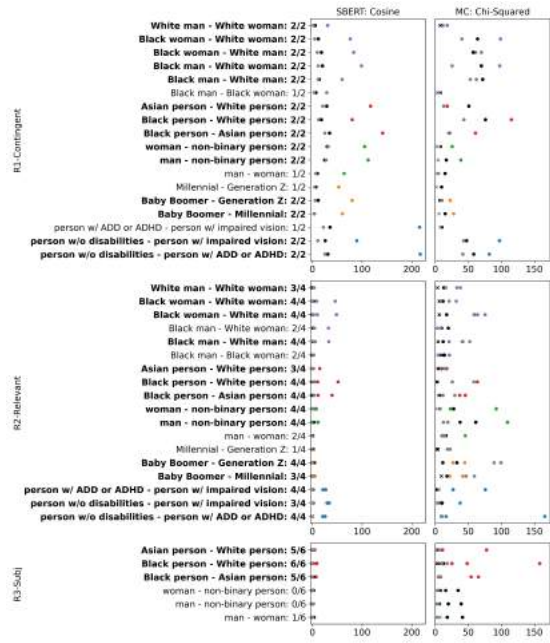 SBERT: Cosine
MC: Chi-Squared
R1-Contingent
White man - White woman: 2/2
Black woman - White woman: 2/2
Black woman - White man: 2/2
Black man - White woman: 2/2
Black man - White man: 2/2
Black man - Black woman: 1/2
Asian person - White person: 2/2
Black person - White person: 2/2
Black person - Asian person: 2/2
woman - non-binary person: 2/2
man - non-binary person: 2/2
man - woman: 1/2
Millennial - Generation Z: 1/2
Baby Boomer - Generation Z: 2/2
Baby Boomer - Millennial: 2/2
person w/ ADD or ADHD - person w/ impaired vision: 1/2
person w/o disabilities - person w/ impaired vision: 2/2
person w/o disabilities - person w/ ADD or ADHD: 2/2
0 100 200
0 50 100 150
R2-Relevant
White man - White woman: 3/4
Black woman - White woman: 4/4
Black woman - White man: 4/4
Black man - White woman: 2/4
Black man - White man: 4/4
Black man - Black woman: 2/4
Asian person - White person: 3/4
Black person - White person: 4/4
Black person - Asian person: 4/4
woman - non-binary person: 4/4
man - non-binary person: 4/4
man - woman: 2/4
Millennial - Generation Z: 1/4
Baby Boomer - Generation Z: 4/4
Baby Boomer - Millennial: 3/4
person w/ ADD or ADHD - person w/ impaired vision: 4/4
person w/o disabilities - person w/ impaired vision: 3/4
person w/o disabilities - person w/ ADD or ADHD: 4/4
0 100 200
0 50 100 150
R3-Subj
Asian person - White person: 5/6
Black person - White person: 6/6
Black person - Asian person: 5/6
woman - non-binary person: 0/6
man - non-binary person: 0/6
man - woman: 1/6
0 100 200
0 50 100 150